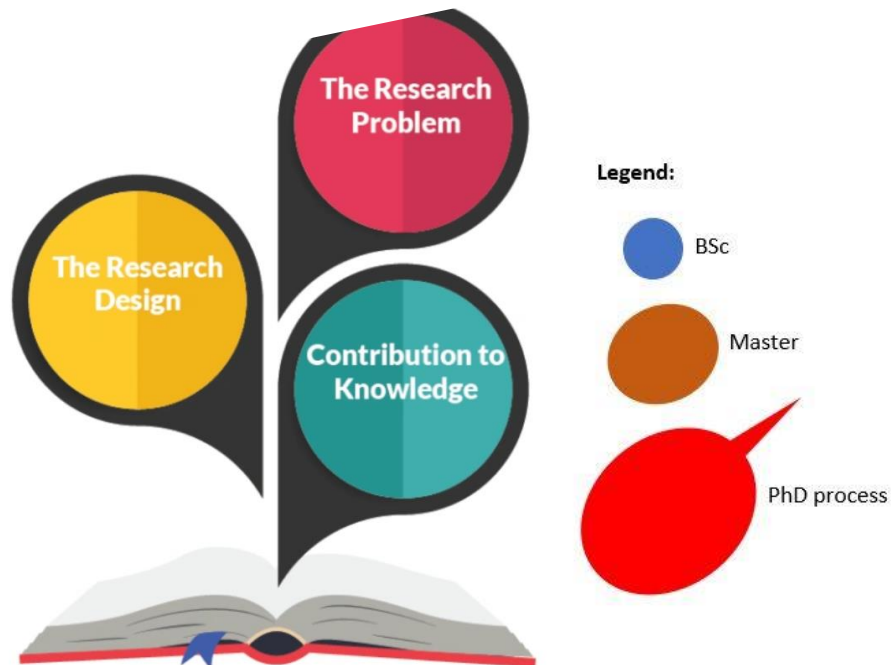 The Research
Problem
The Research
Design
Contribution to
Knowledge
Legend:
BSc
Master
PhD process